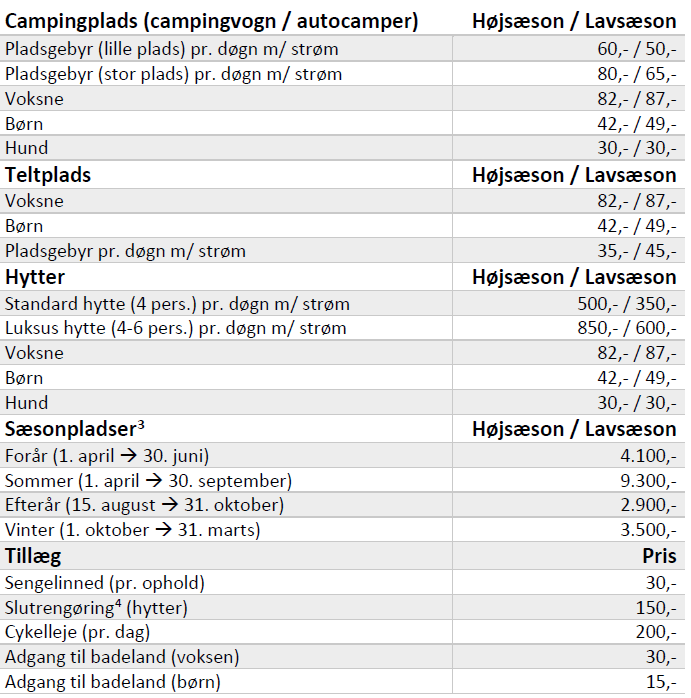 Campingplads (campingvogn / autocamper) Højsæson / Lavsæson
Pladsgebyr (lille plads) pr. døgn m/ strøm 60,- / 50,-
Pladsgebyr (stor plads) pr. døgn m/ strøm 80,- / 65,-
Voksne 82,- / 87,-
Børn 42,- / 49,-
Hund 30,- / 30,-
Teltplads Højsæson / Lavsæson
Voksne 82,- / 87,-
Børn 42,- / 49,-
Pladsgebyr pr. døgn m/ strøm 35,- / 45,-
Hytter Højsæson / Lavsæson
Standard hytte (4 pers.) pr. døgn m/ strøm 500,- / 350,-
Luksus hytte (4-6 pers.) pr. døgn m/ strøm 850,- / 600,-
Voksne 82,- / 87,-
Børn 42,- / 49,-
Hund 30,- / 30,-
Sæsonpladser³ Højsæson / Lavsæson
Forår (1. april → 30. juni) 4.100,-
Sommer (1. april → 30. september) 9.300,-
Efterår (15. august → 31. oktober) 2.900,-
Vinter (1. oktober → 31. marts) 3.500,-
Tillæg Pris
Sengelinned (pr. ophold) 30,-
Slutrengøring⁴ (hytter) 150,-
Cykelleje (pr. dag) 200,-
Adgang til badeland (voksen) 30,-
Adgang til badeland (børn) 15,-